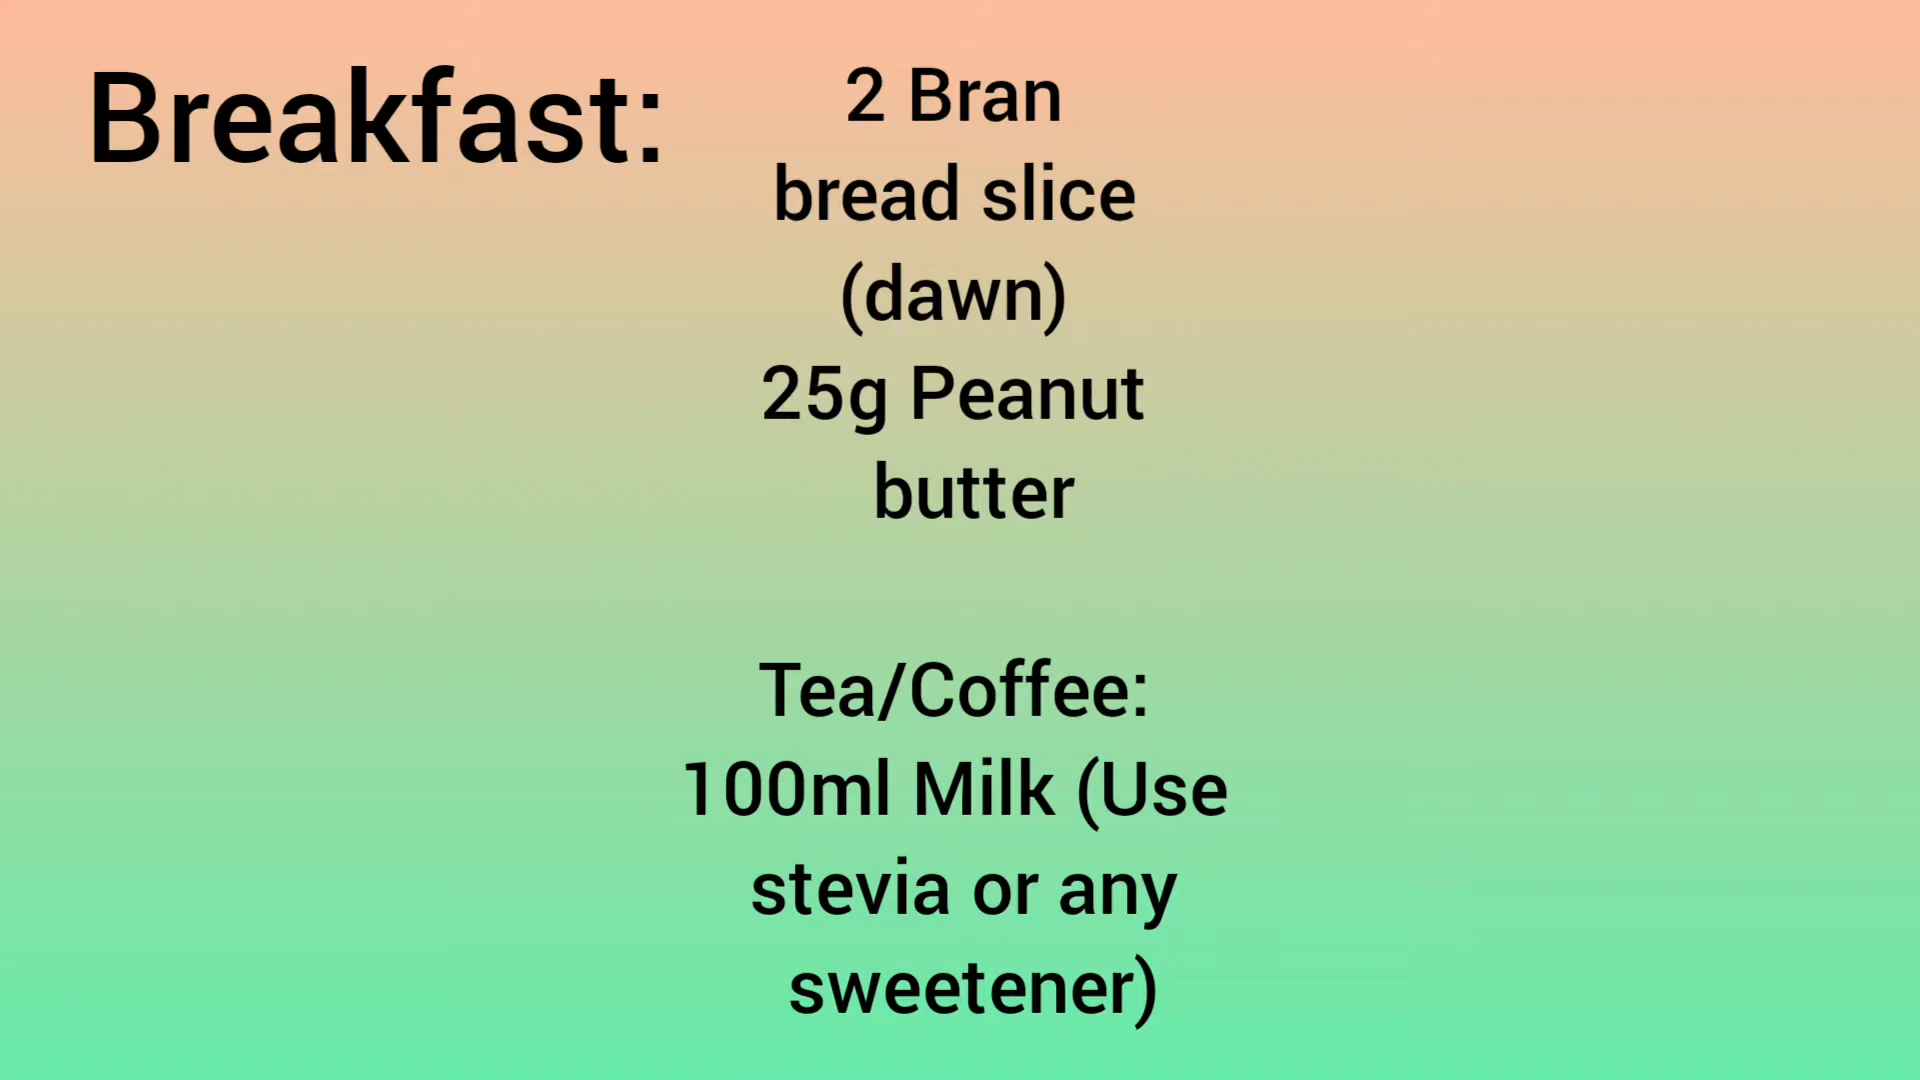 Breakfast:
2 Bran
bread slice
(dawn)
25g Peanut
butter
Tea/Coffee:
100ml Milk (Use
stevia or any
sweetener)